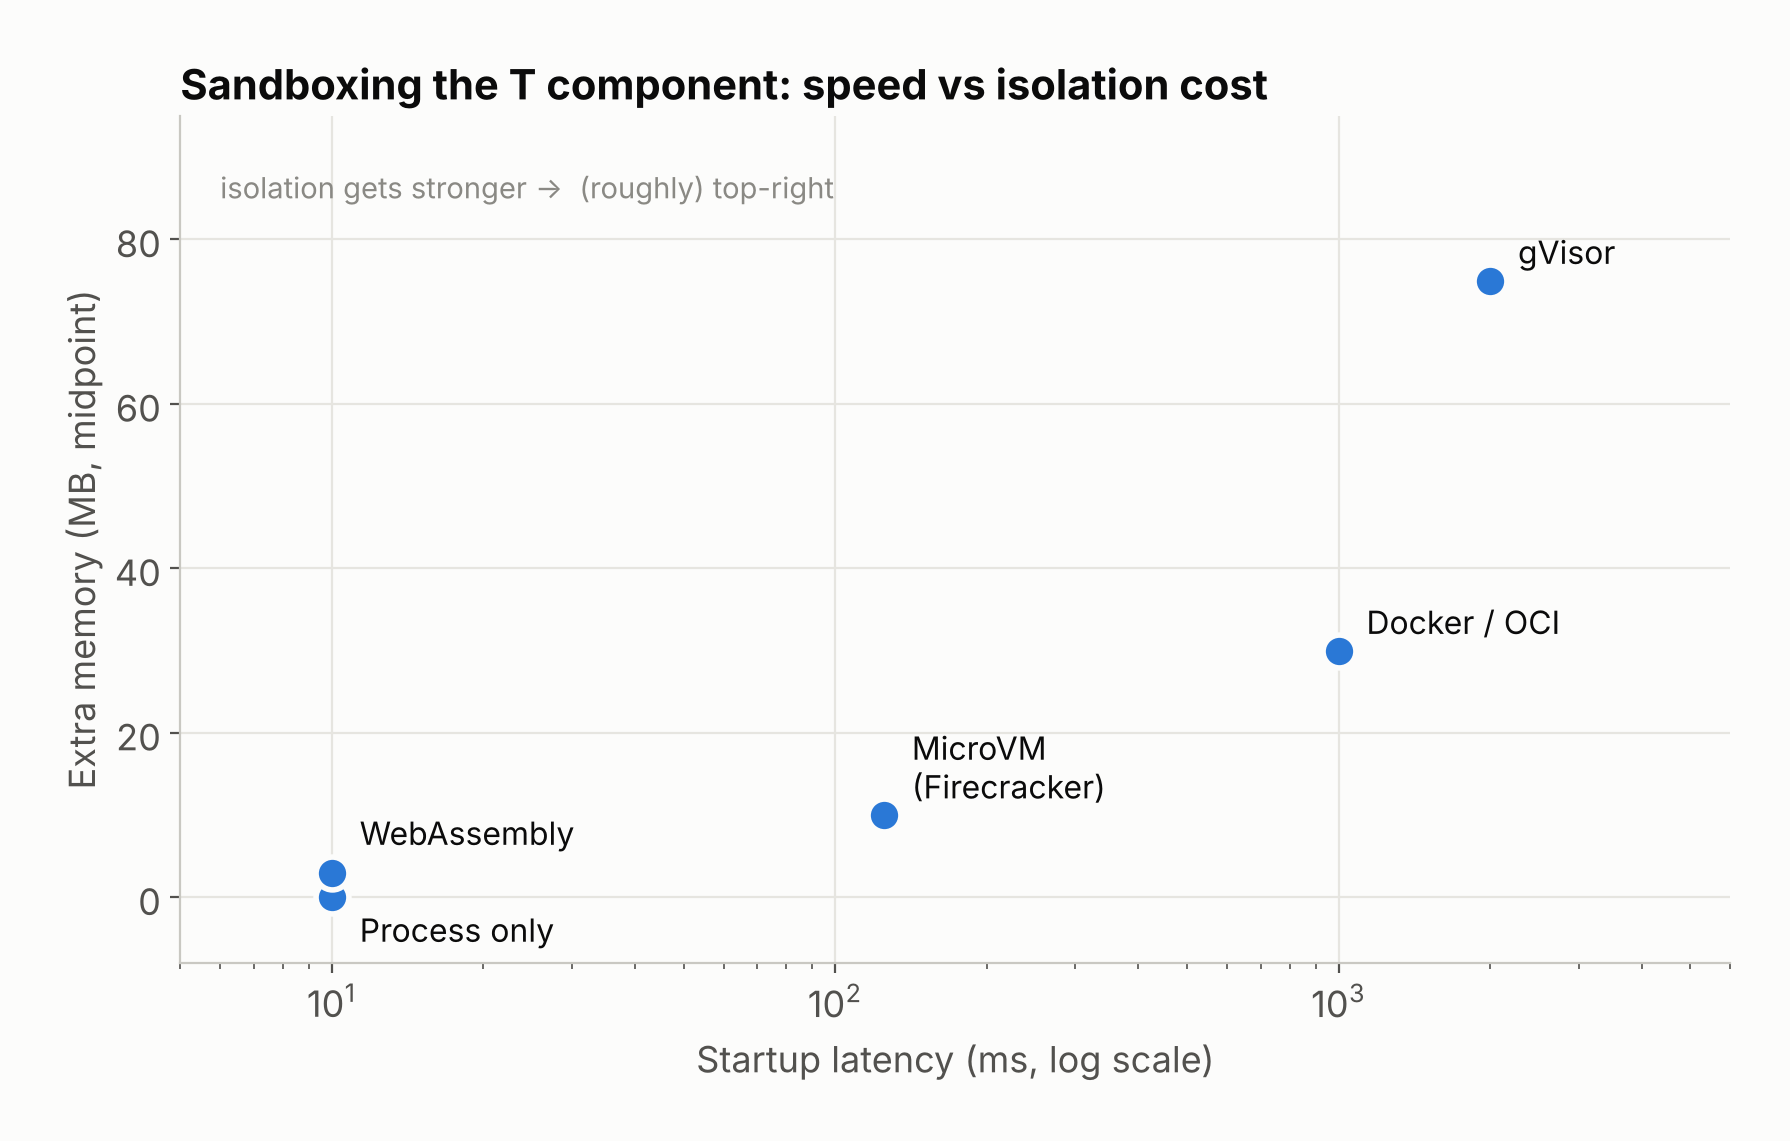 Sandboxing the T component: speed vs isolation cost
isolation gets stronger → (roughly) top-right
80
60
40
20
0
Extra memory (MB, midpoint)
gVisor
Docker / OCI
MicroVM
(Firecracker)
WebAssembly
Process only
10¹
10²
10³
Startup latency (ms, log scale)